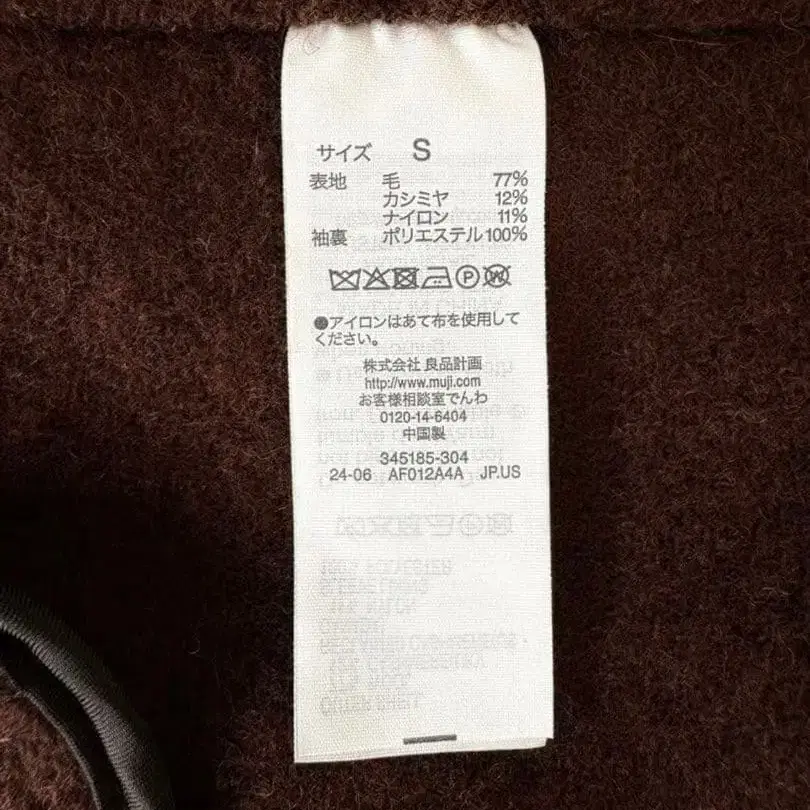 サイズ S
表地 毛 77%
カシミヤ 12%
ナイロン 11%
袖裏 ポリエステル 100%
●アイロンはあて布を使用して
ください。
株式会社 良品計画
http://www.muji.com
お客様相談室でんわ
0120-14-6404
中国製
345185-304
24-06 AF012A4A JP.US